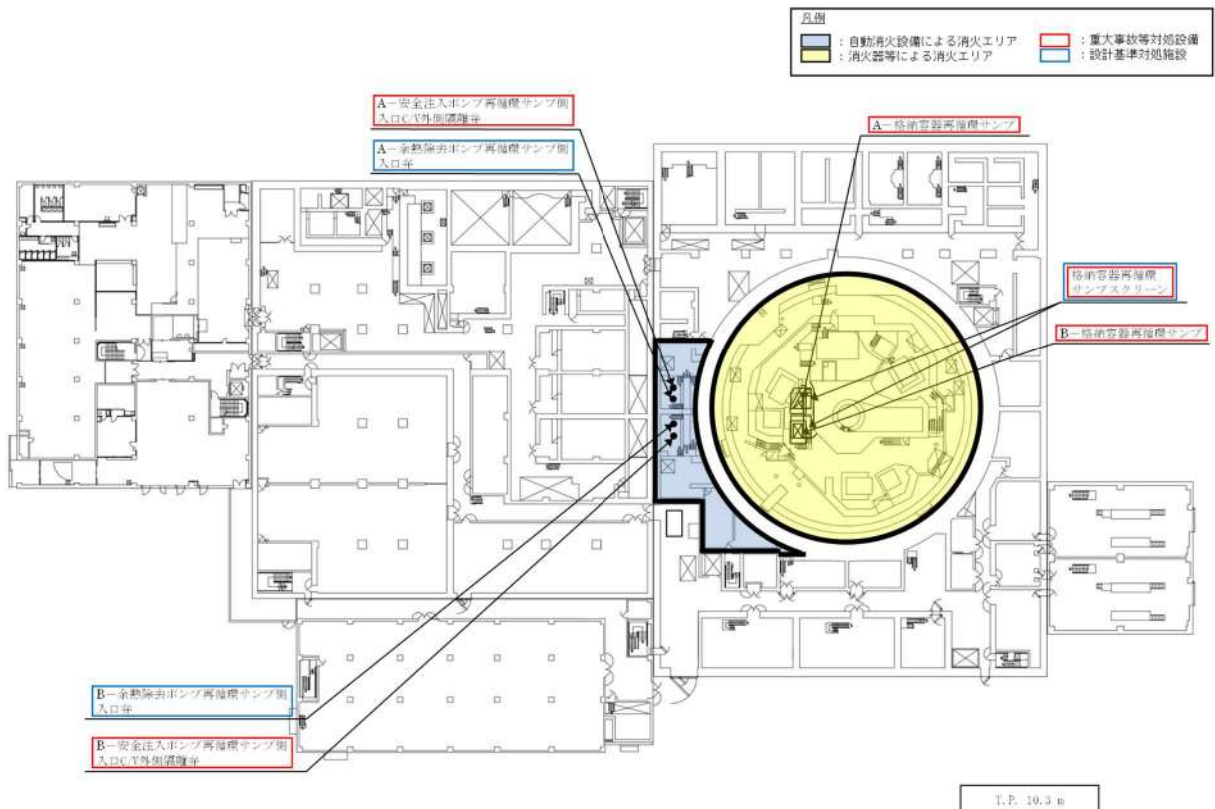 凡例
：自動消火設備による消火エリア
：重大事故等対処設備
：消火器等による消火エリア
：設計基準対処施設
A－安全注入ポンプ再循環サンプ側
入口C/V外側隔離弁
A－格納容器再循環サンプ
A－余熱除去ポンプ再循環サンプ側
入口弁
格納容器再循環
サンプスクリーン
B－格納容器再循環サンプ
B－余熱除去ポンプ再循環サンプ側
入口弁
B－安全注入ポンプ再循環サンプ側
入口C/V外側隔離弁
T.P. 10.3 m